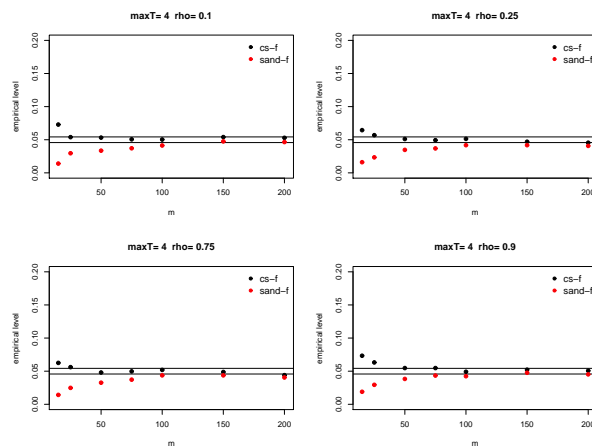 maxT= 4 rho= 0.1
empirical level
0.00 0.05 0.10 0.15 0.20
cs−f
sand−f
50 100 150 200
m
maxT= 4 rho= 0.25
empirical level
0.00 0.05 0.10 0.15 0.20
cs−f
sand−f
50 100 150 200
m
maxT= 4 rho= 0.75
empirical level
0.00 0.05 0.10 0.15 0.20
cs−f
sand−f
50 100 150 200
m
maxT= 4 rho= 0.9
empirical level
0.00 0.05 0.10 0.15 0.20
cs−f
sand−f
50 100 150 200
m